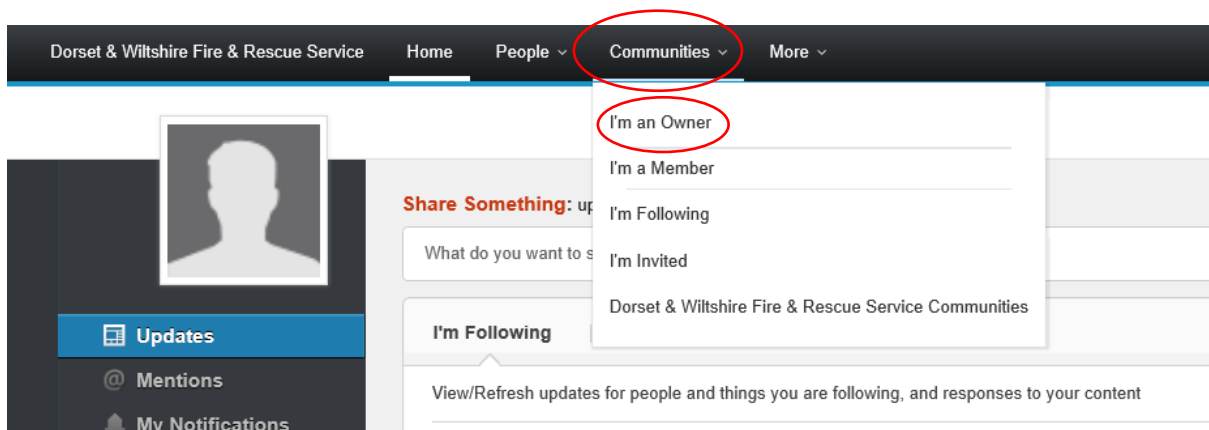 Dorset & Wiltshire Fire & Rescue Service Home People Communities More
I'm an Owner
I'm a Member
I'm Following
I'm Invited
Dorset & Wiltshire Fire & Rescue Service Communities
Share Something: up
What do you want to s
Updates
Mentions
My Notifications
I'm Following
View/Refresh updates for people and things you are following, and responses to your content